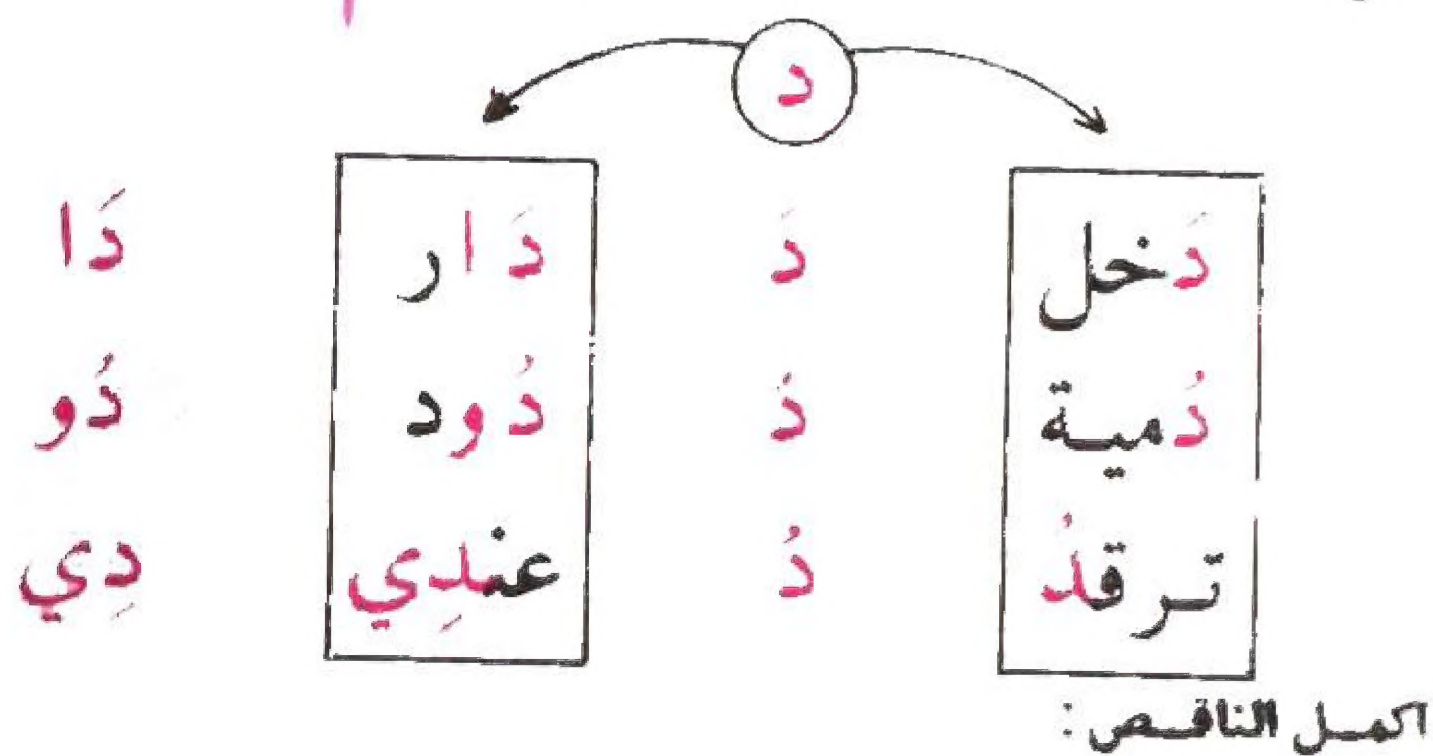 د
دَخل دَ دَار دَا
دُمية دُ دُود دُو
ترقدُ دُ عندِي دِي
اكمل الناقص :